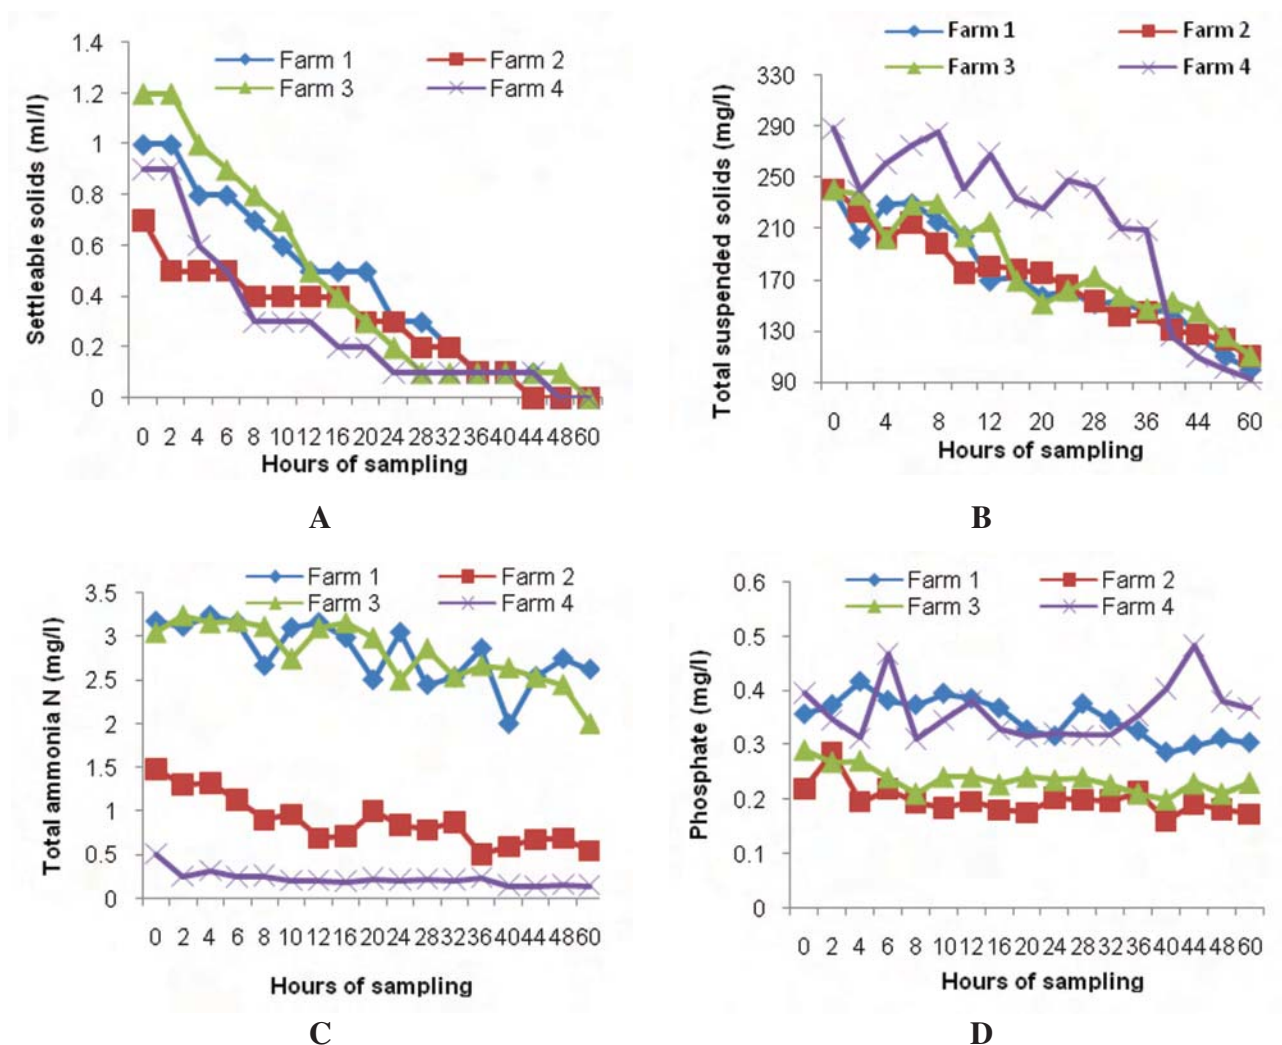 Farm 1 Farm 2
Farm 3 Farm 4
Settleable solids (ml/l)
1.4
1.2
1
0.8
0.6
0.4
0.2
0
0 2 4 6 8 10 12 16 20 24 28 32 36 40 44 48 60
Hours of sampling
A
Farm 1 Farm 2
Farm 3 Farm 4
Total suspended solids (mg/l)
330
290
250
210
170
130
90
0 4 8 12 20 28 36 44 60
Hours of sampling
B
Farm 1 Farm 2
Farm 3 Farm 4
Total ammonia N (mg/l)
3.5
3
2.5
2
1.5
1
0.5
0
0 2 4 6 8 10 12 16 20 24 28 32 36 40 44 48 60
Hours of sampling
C
Farm 1 Farm 2
Farm 3 Farm 4
Phosphate (mg/l)
0.6
0.5
0.4
0.3
0.2
0.1
0
0 2 4 6 8 10 12 16 20 24 28 32 36 40 44 48 60
Hours of sampling
D